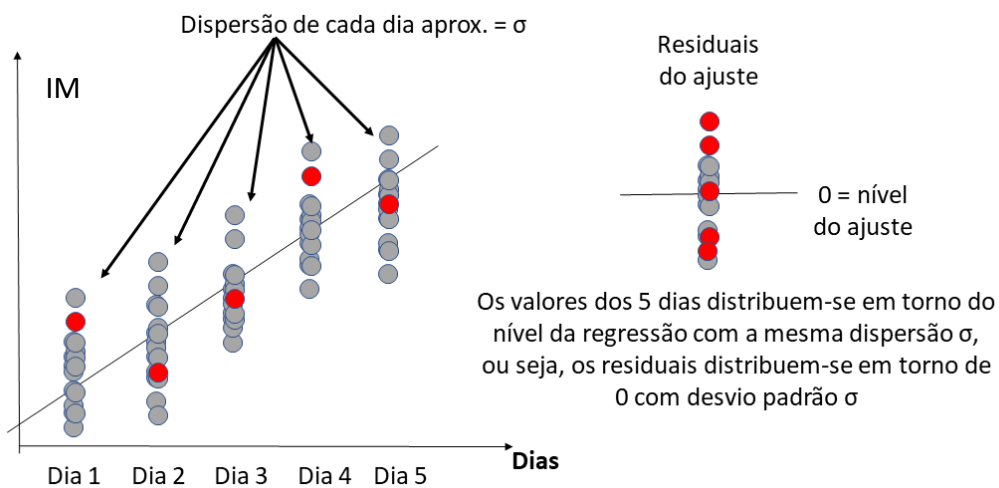 Dispersão de cada dia aprox. = σ
IM
Dia 1
Dia 2
Dia 3
Dia 4
Dia 5
Dias
Residuais
do ajuste
0 = nível
do ajuste
Os valores dos 5 dias distribuem-se em torno do
nível da regressão com a mesma dispersão σ,
ou seja, os residuais distribuem-se em torno de
0 com desvio padrão σ